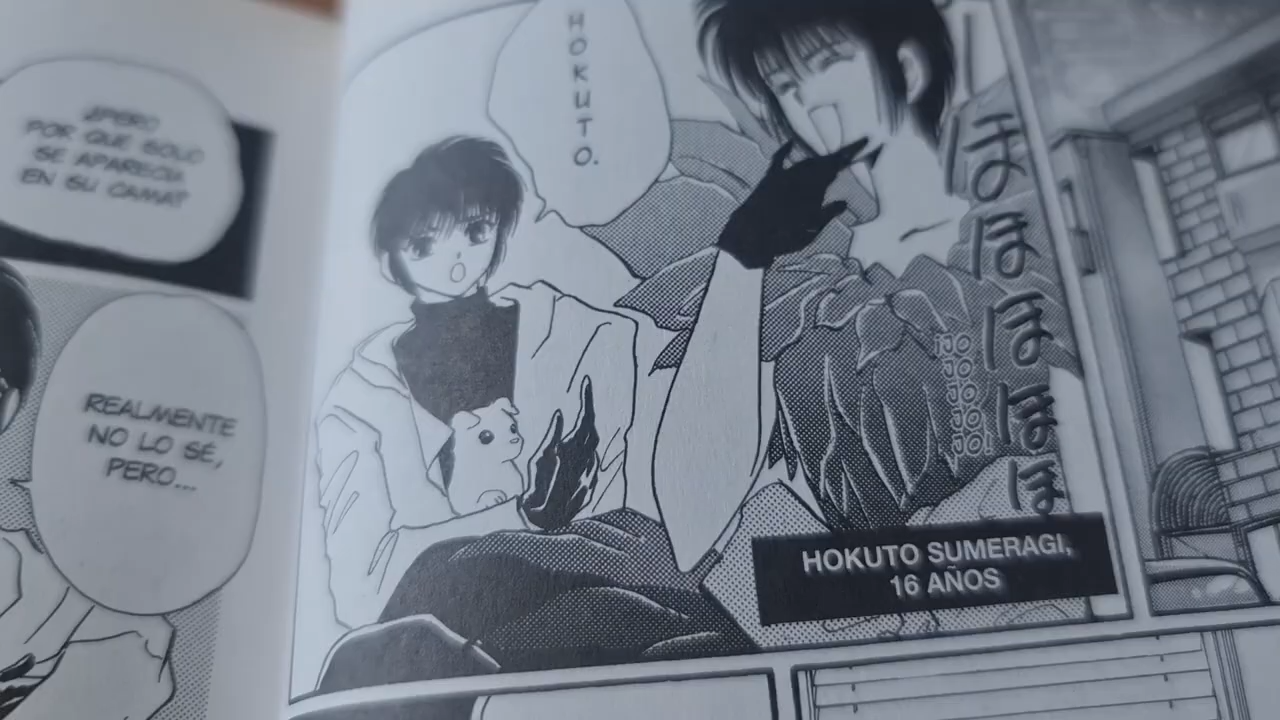 ¿PERO
POR QUÉ SOLO
SE APARECÍA
EN SU CAMA?
REALMENTE
NO LO SÉ,
PERO...
HOKUTO.
ほほほほほ
¡JO
JO
JO
JO
JO!
HOKUTO SUMERAGI,
16 AÑOS